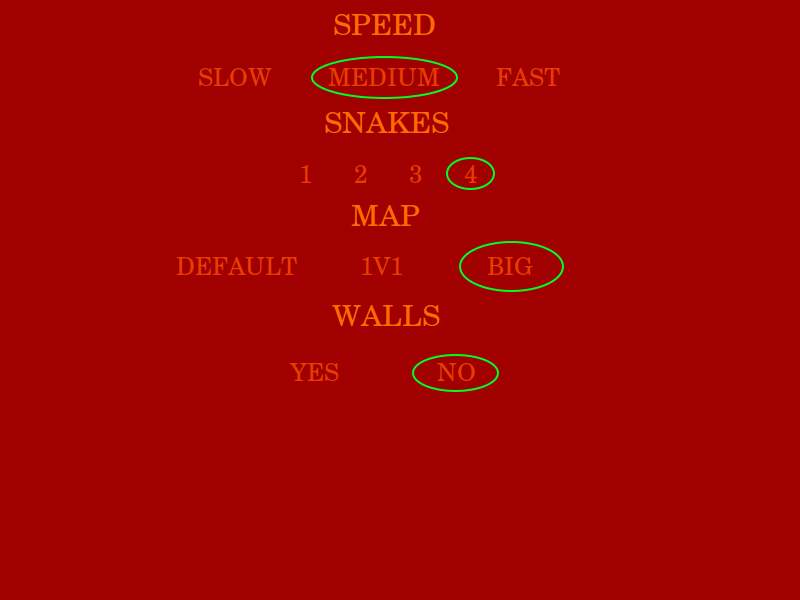 SPEED
SLOW MEDIUM FAST
SNAKES
1 2 3 4
MAP
DEFAULT 1V1 BIG
WALLS
YES NO